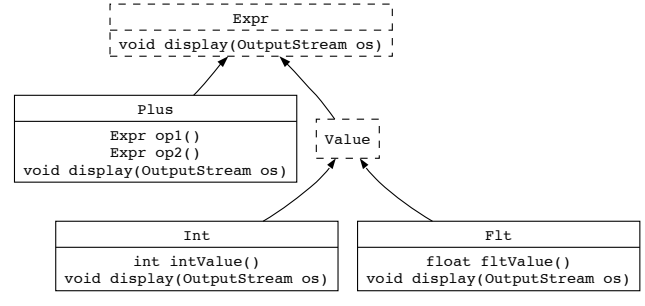 Expr
void display(OutputStream os)
Plus
Expr op1()
Expr op2()
void display(OutputStream os)
Value
Int
int intValue()
void display(OutputStream os)
Flt
float fltValue()
void display(OutputStream os)